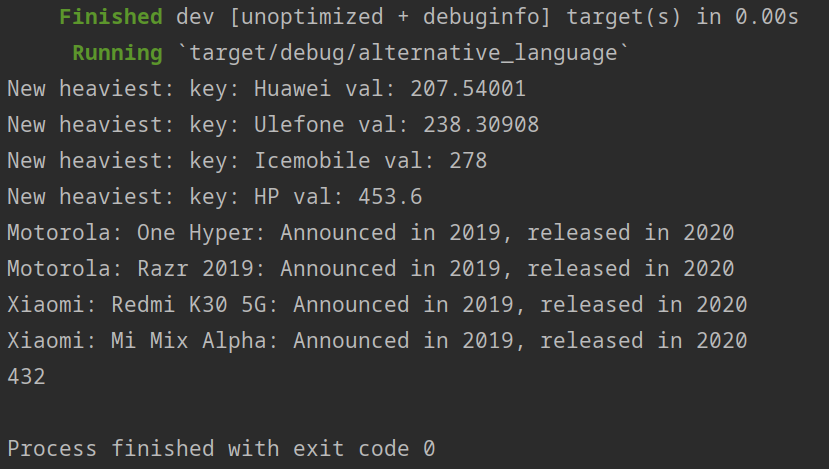 Finished dev [unoptimized + debuginfo] target(s) in 0.00s
Running `target/debug/alternative_language`
New heaviest: key: Huawei val: 207.54001
New heaviest: key: Ulefone val: 238.30908
New heaviest: key: Icemobile val: 278
New heaviest: key: HP val: 453.6
Motorola: One Hyper: Announced in 2019, released in 2020
Motorola: Razr 2019: Announced in 2019, released in 2020
Xiaomi: Redmi K30 5G: Announced in 2019, released in 2020
Xiaomi: Mi Mix Alpha: Announced in 2019, released in 2020
432
Process finished with exit code 0